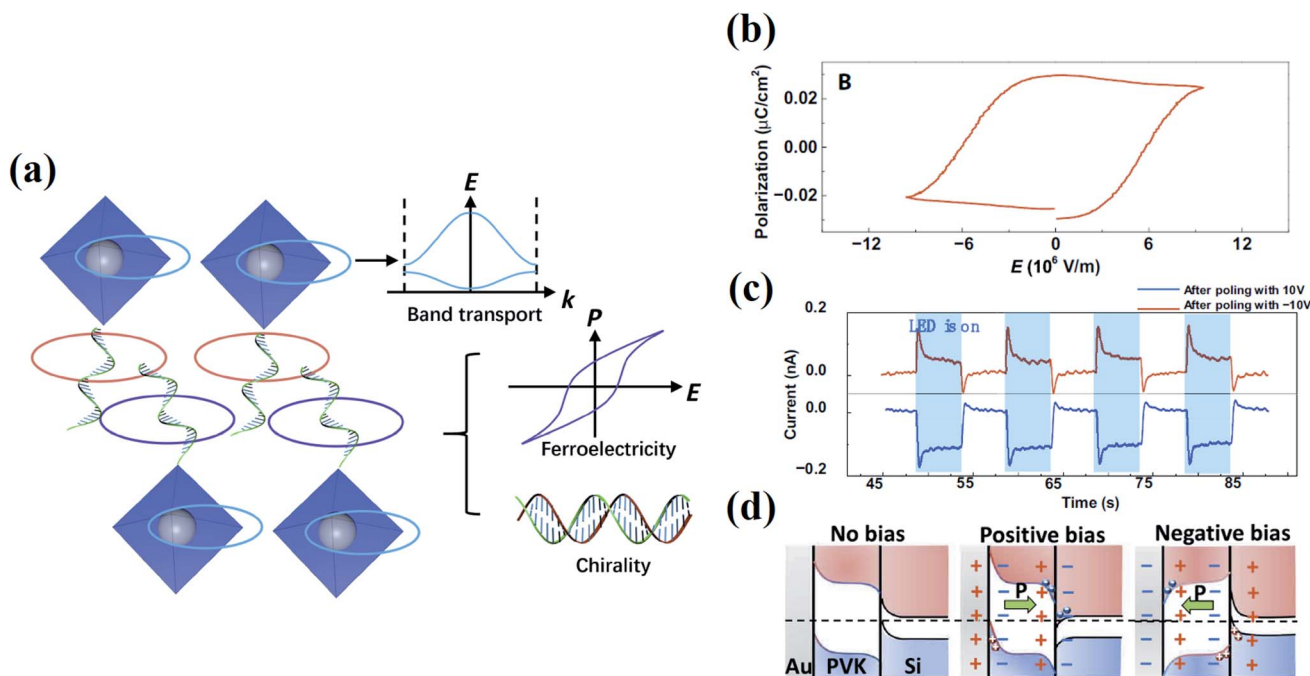 (a)
E
k
Band transport
P
E
Ferroelectricity
Chirality
(b)
B
Polarization (μC/cm²)
0.02
0.00
−0.02
−12
−6
0
6
12
E (10⁶ V/m)
(c)
After poling with 10V
After poling with −10V
LED is on
Current (nA)
0.2
0.0
0.0
−0.2
45
55
65
75
85
Time (s)
(d)
No bias
Positive bias
Negative bias
+ − + −
− + − +
+ − + −
P
− + − +
P
+ − + −
− + − +
+ − + −
− + − +
+ − + −
− + − +
Au PVK Si